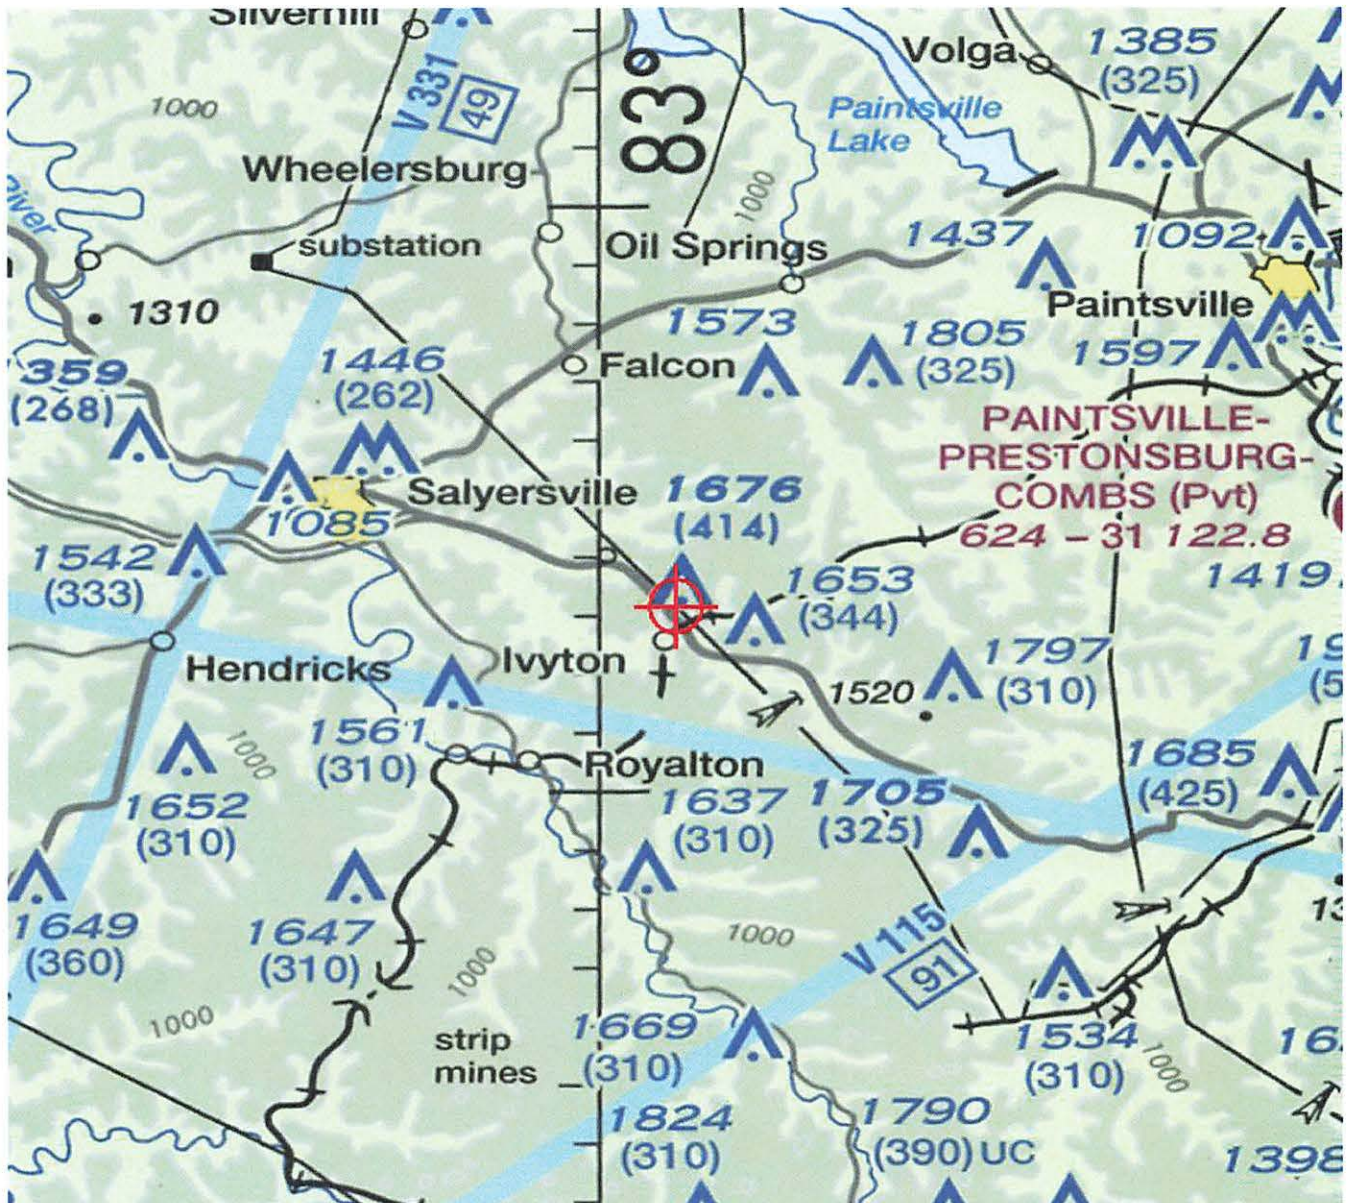 Silverhill
V 331
49
83°
Volga
1385
(325)
1000
Paintsville
Lake
Wheelersburg
1000
River
substation
Oil Springs
1437
1092
1310
Paintsville
1573
1805
(325)
1597
1446
(262)
Falcon
359
(268)
PAINTSVILLE-
PRESTONSBURG-
COMBS (Pvt)
624 – 31 122.8
Salyersville
1085
1676
(414)
1542
(333)
1653
(344)
1419
Hendricks
Ivyton
1797
(310)
1520
1561
(310)
1000
Royalton
1652
(310)
1637
(310)
1705
(325)
1685
(425)
1649
(360)
1647
(310)
1000
1000
V 115
91
1000
strip
mines
1669
(310)
1534
(310)
1000
1824
(310)
1790
(390) UC
1398